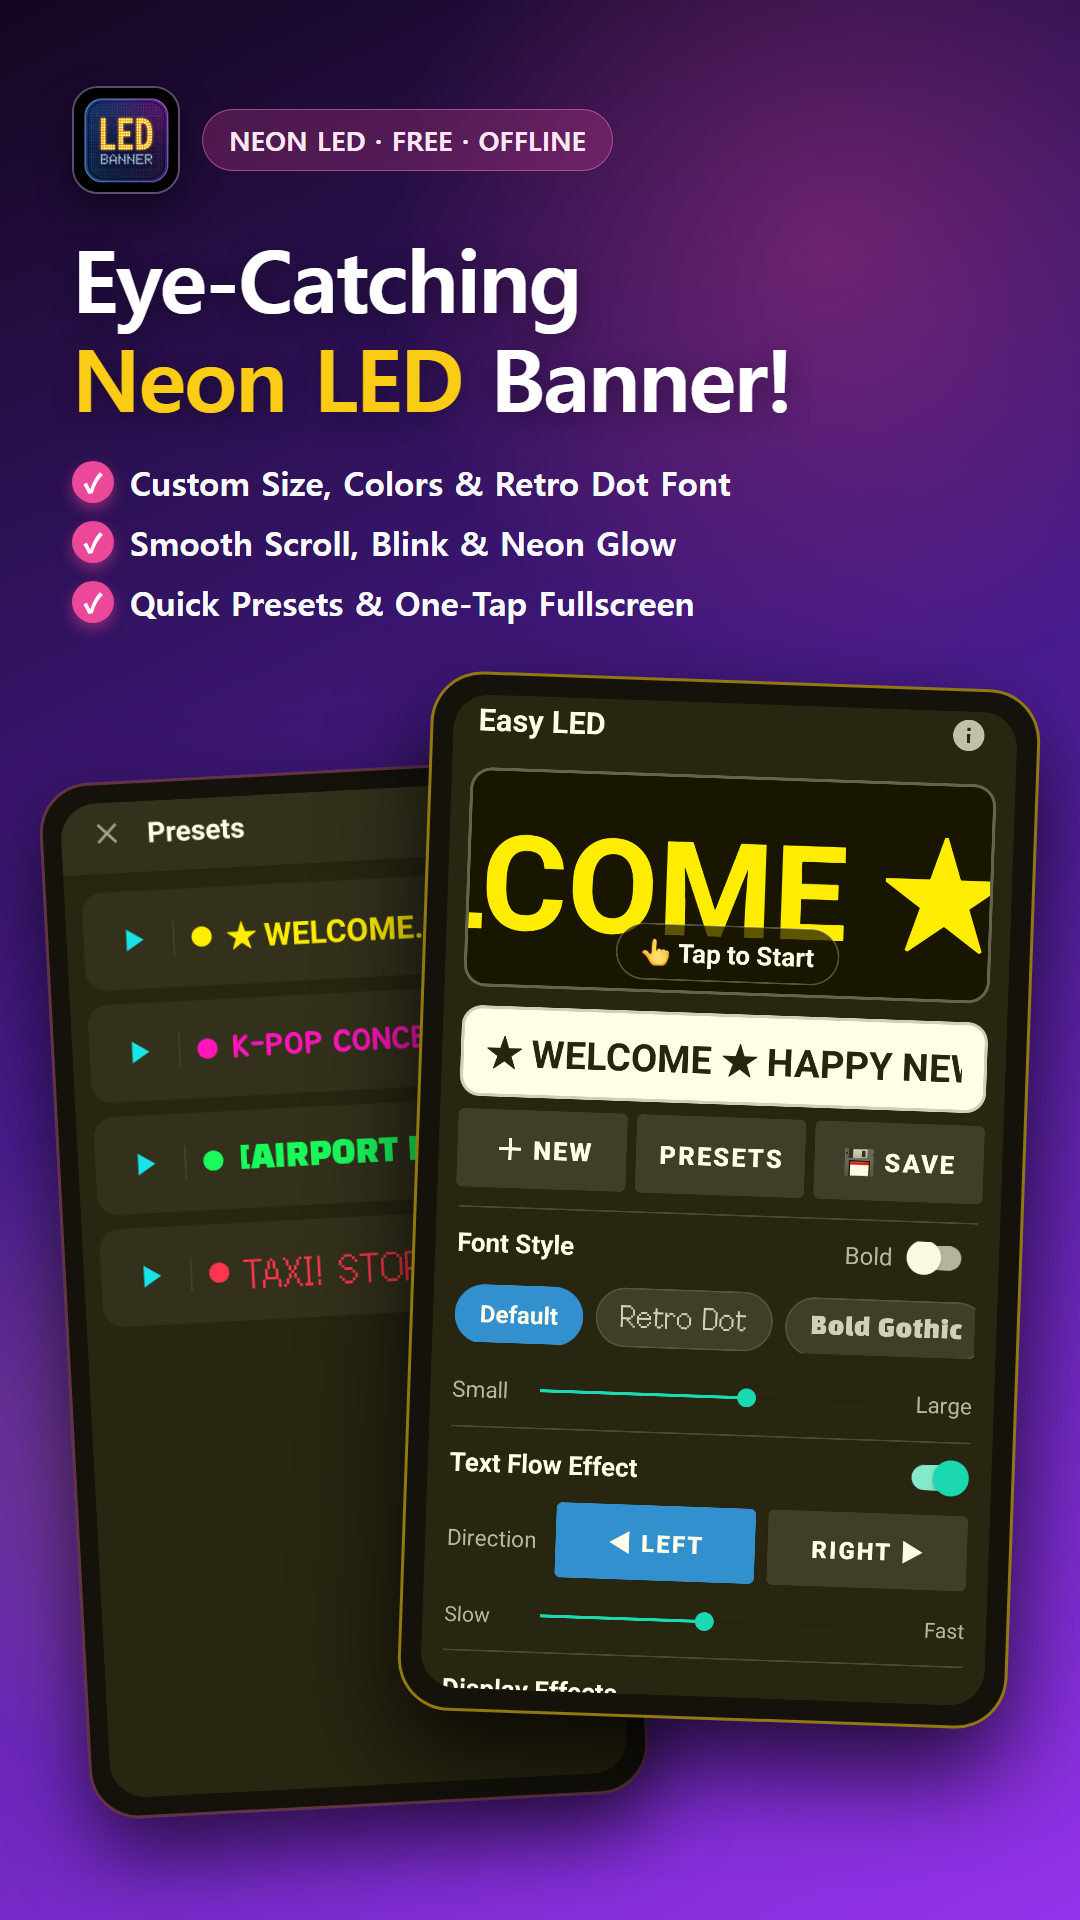 LED
BANNER
NEON LED · FREE · OFFLINE
Eye-Catching
Neon LED Banner!
Custom Size, Colors & Retro Dot Font
Smooth Scroll, Blink & Neon Glow
Quick Presets & One-Tap Fullscreen
Presets
★ WELCOME.
K-POP CONCE
[AIRPORT
TAXI! STOP
Easy LED
i
.COME ★
👆 Tap to Start
★ WELCOME ★ HAPPY NEW
+ NEW
PRESETS
💾 SAVE
Font Style
Bold
Default
Retro Dot
Bold Gothic
Small
Large
Text Flow Effect
Direction
◀ LEFT
RIGHT ▶
Slow
Fast
Display Effects